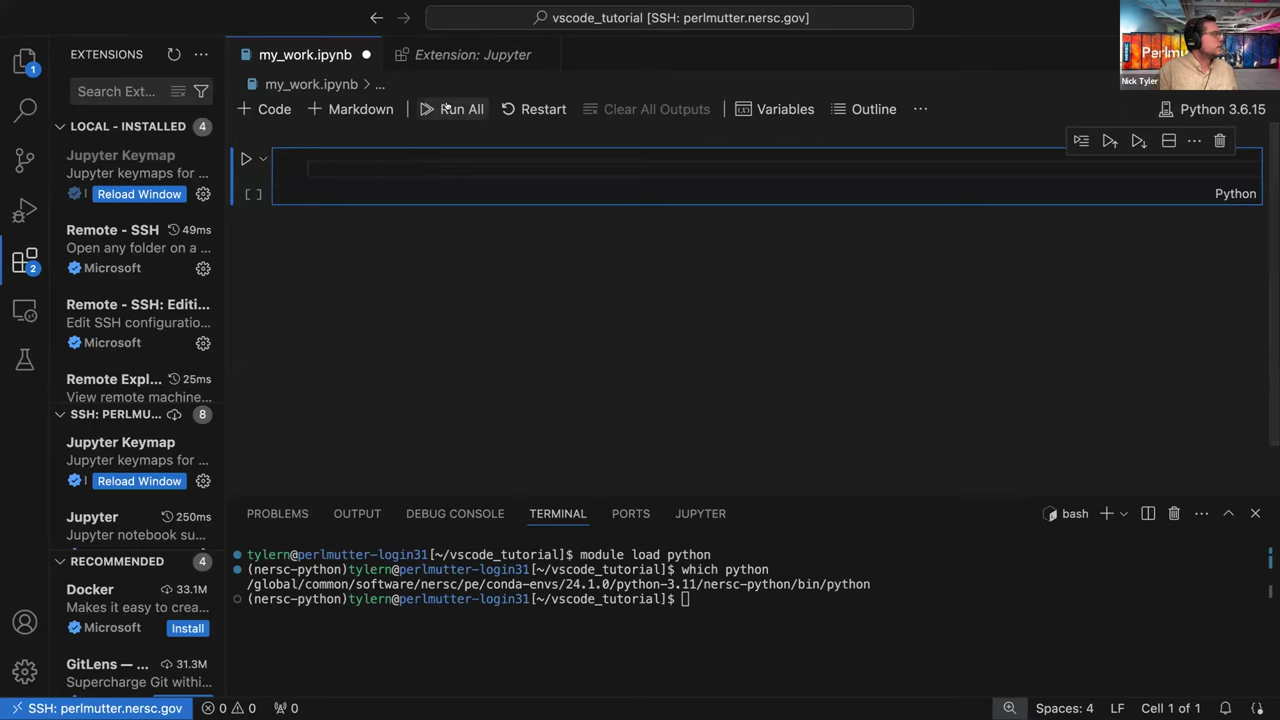 vscode_tutorial [SSH: perlmutter.nersc.gov]
Perlmutter
Nick Tyler
EXTENSIONS
my_work.ipynb
Extension: Jupyter
1
my_work.ipynb > ...
Search Ext...
+ Code
+ Markdown
Run All
Restart
Clear All Outputs
Variables
Outline
...
Python 3.6.15
LOCAL - INSTALLED 4
Jupyter Keymap
Jupyter keymaps for ...
Reload Window
[ ]
Python
Remote - SSH 49ms
Open any folder on a ...
Microsoft
2
Remote - SSH: Editi...
Edit SSH configuratio...
Microsoft
Remote Expl... 25ms
View remote machine...
SSH: PERLMU... 8
Jupyter Keymap
Jupyter keymaps for ...
Reload Window
Jupyter 250ms
Jupyter notebook su...
RECOMMENDED 4
Docker 33.1M
Makes it easy to crea...
Microsoft Install
GitLens — ... 31.3M
Supercharge Git withi...
PROBLEMS
OUTPUT
DEBUG CONSOLE
TERMINAL
PORTS
JUPYTER
bash
tylern@perlmutter-login31[~/vscode_tutorial]$ module load python
(nersc-python)tylern@perlmutter-login31[~/vscode_tutorial]$ which python
/global/common/software/nersc/pe/conda-envs/24.1.0/python-3.11/nersc-python/bin/python
(nersc-python)tylern@perlmutter-login31[~/vscode_tutorial]$
SSH: perlmutter.nersc.gov
0
0
0
Spaces: 4
LF
Cell 1 of 1